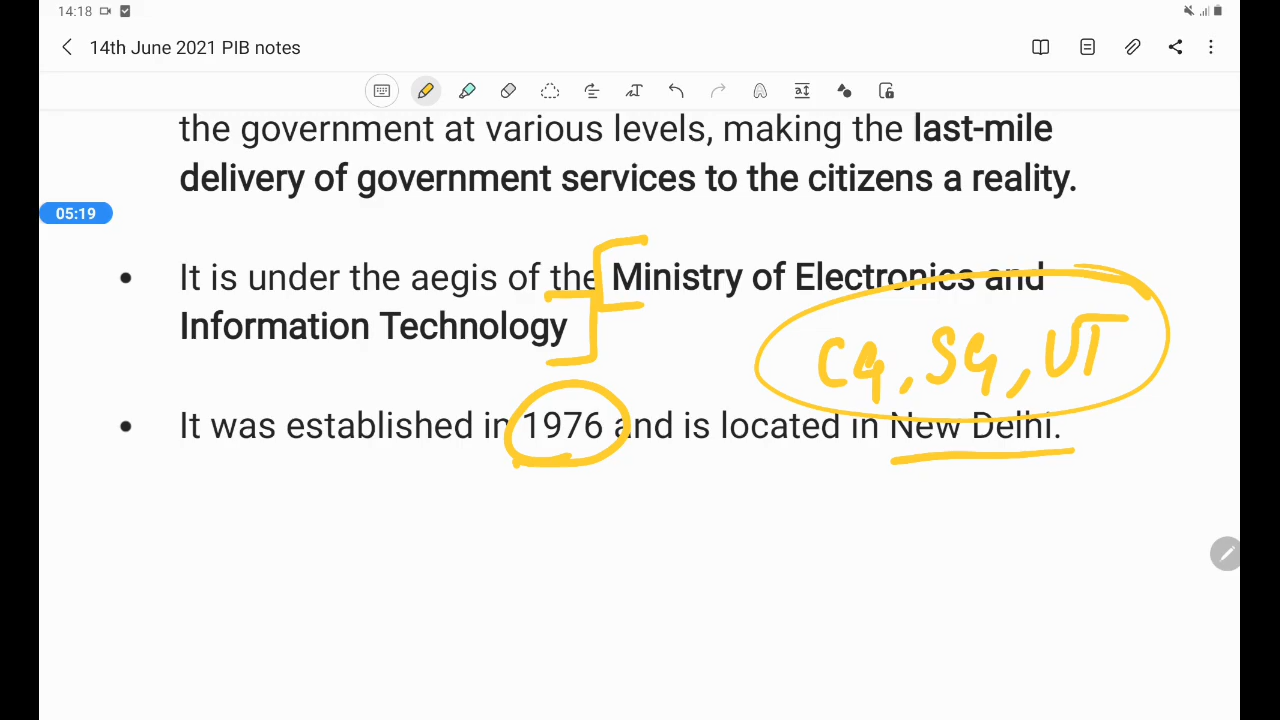 14:18
14th June 2021 PIB notes
the government at various levels, making the last-mile
delivery of government services to the citizens a reality.
05:19
• It is under the aegis of the Ministry of Electronics and
Information Technology
CG, SG, UT
• It was established in 1976 and is located in New Delhi.